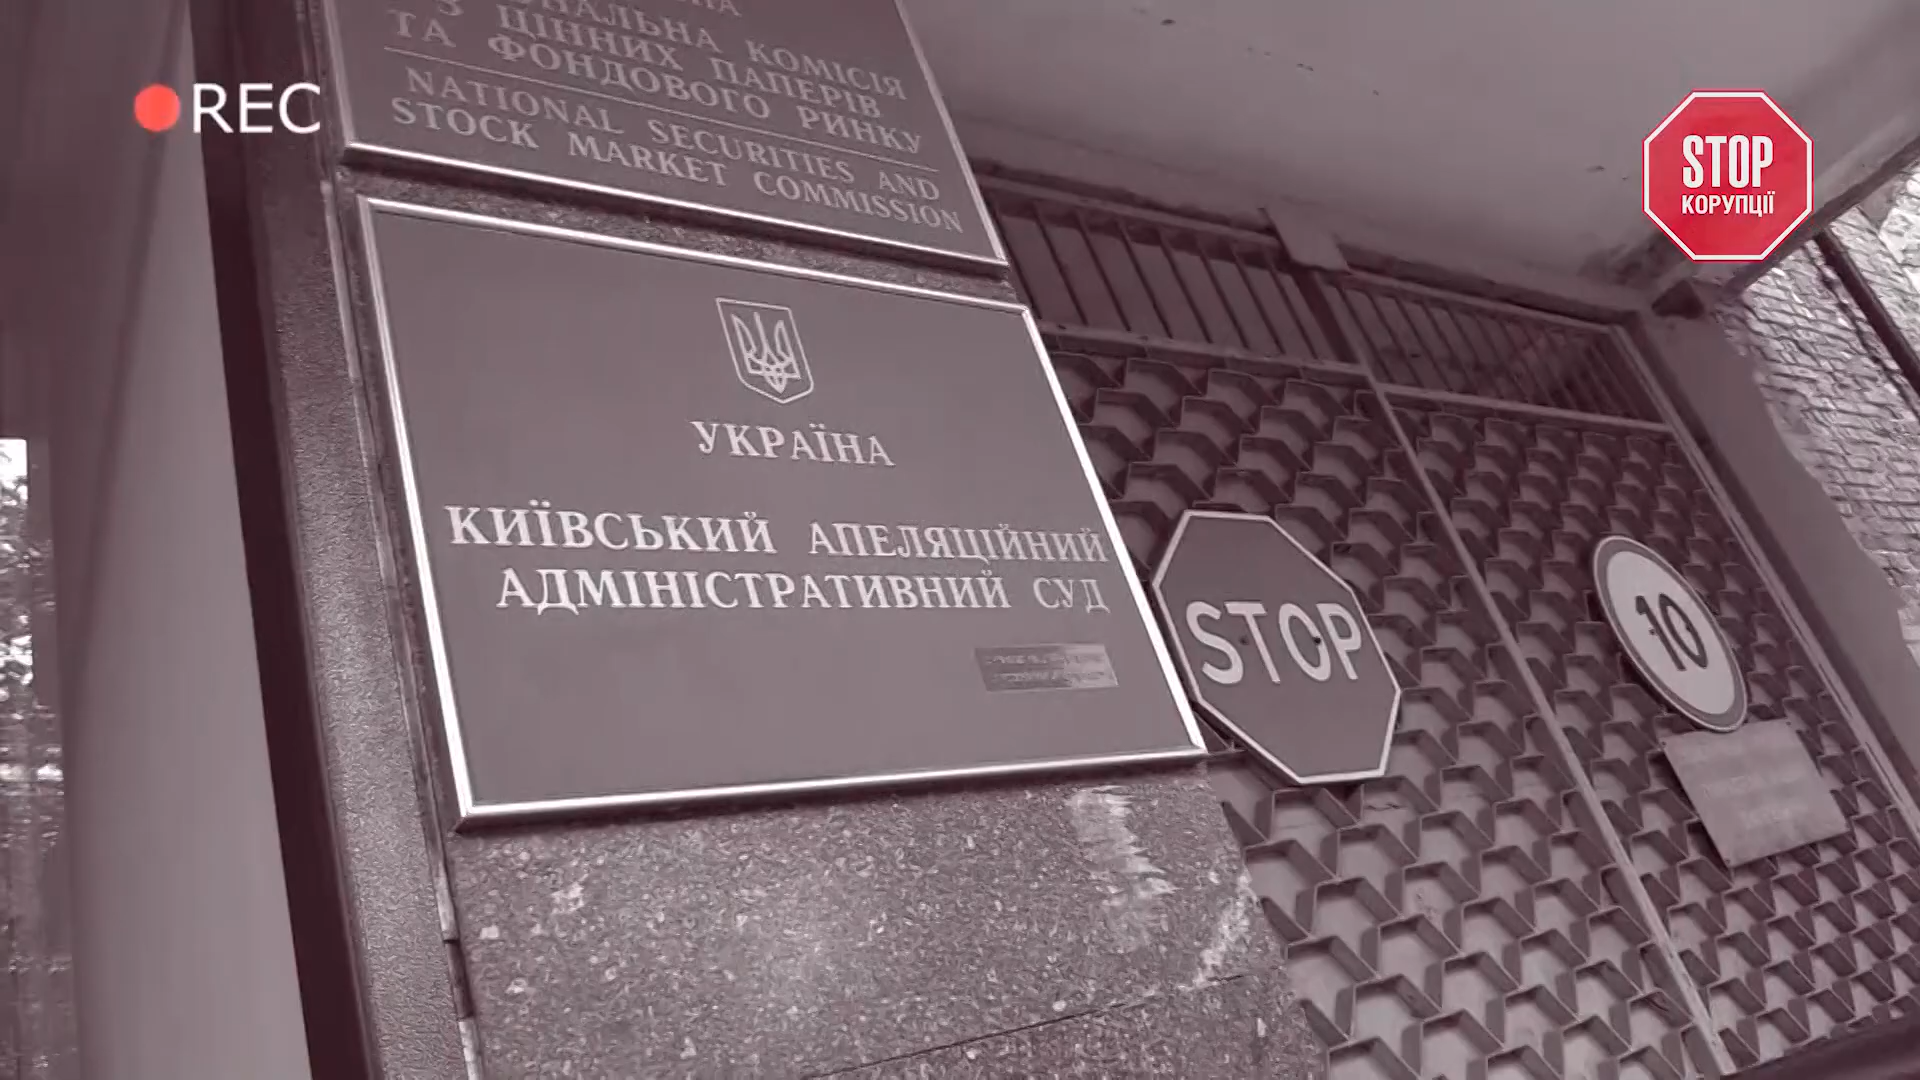 REC
КОМІСІЯ
З ЦІННИХ ПАПЕРІВ
ТА ФОНДОВОГО РИНКУ
NATIONAL SECURITIES AND
STOCK MARKET COMMISSION
STOP
КОРУПЦІЇ
УКРАЇНА
КИЇВСЬКИЙ АПЕЛЯЦІЙНИЙ
АДМІНІСТРАТИВНИЙ СУД
STOP
10